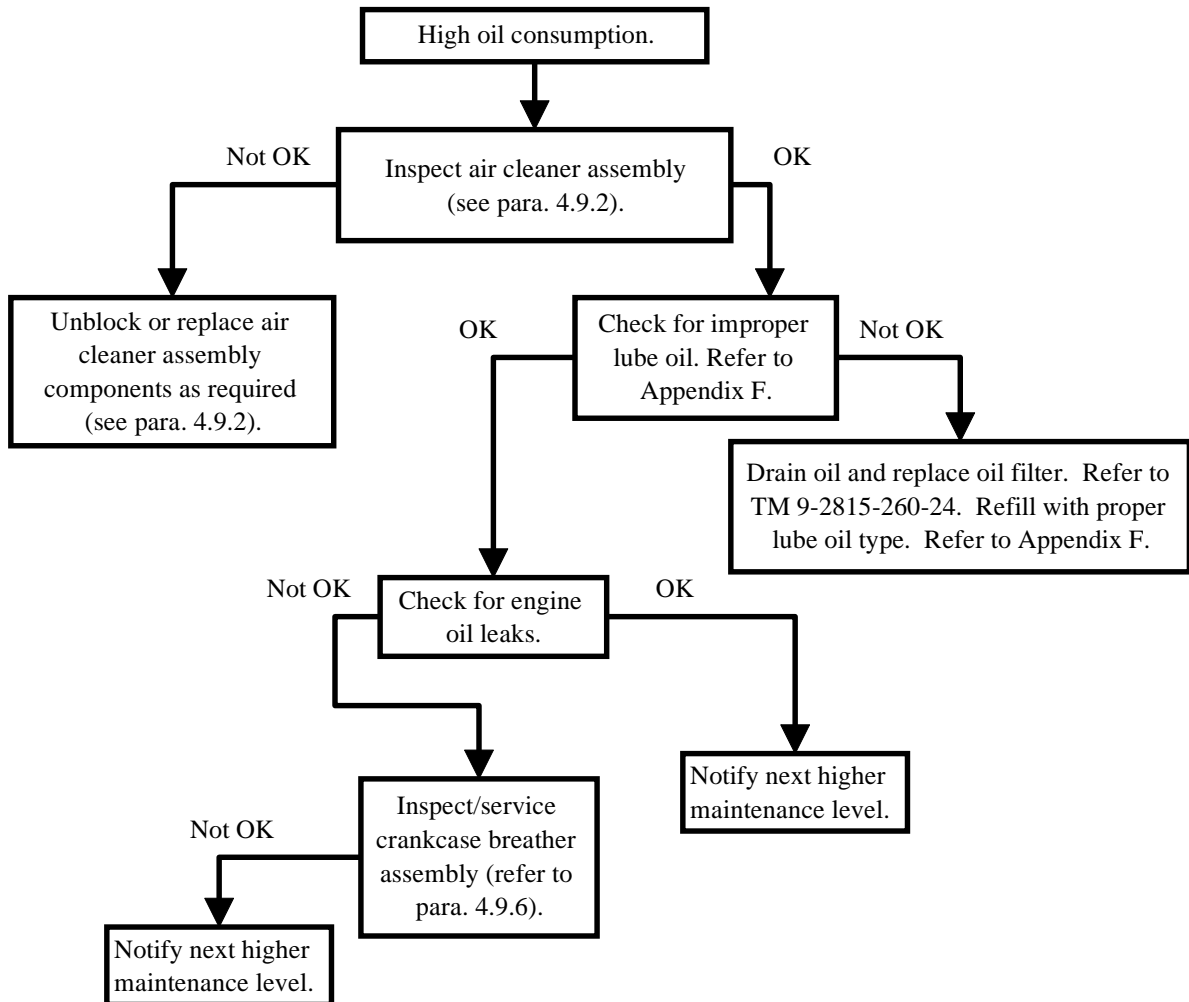 High oil consumption.
Not OK
OK
Inspect air cleaner assembly
(see para. 4.9.2).
Unblock or replace air
cleaner assembly
components as required
(see para. 4.9.2).
OK
Check for improper
lube oil. Refer to
Appendix F.
Not OK
Drain oil and replace oil filter.  Refer to
TM 9-2815-260-24.  Refill with proper
lube oil type.  Refer to Appendix F.
Not OK
Check for engine
oil leaks.
OK
Notify next higher
maintenance level.
Inspect/service
crankcase breather
assembly (refer to
para. 4.9.6).
Not OK
Notify next higher
maintenance level.